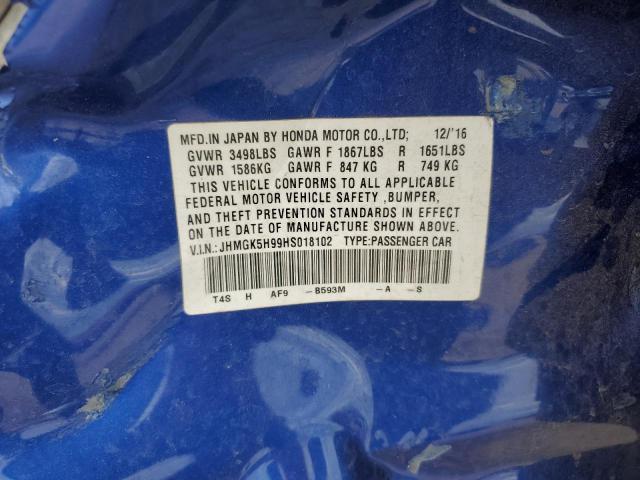 MFD.IN JAPAN BY HONDA MOTOR CO.,LTD; 12/'16
GVWR 3498LBS GAWR F 1867LBS R 1651LBS
GVWR 1586KG GAWR F 847 KG R 749 KG
THIS VEHICLE CONFORMS TO ALL APPLICABLE
FEDERAL MOTOR VEHICLE SAFETY ,BUMPER,
AND THEFT PREVENTION STANDARDS IN EFFECT
ON THE DATE OF MANUFACTURE SHOWN ABOVE.
V.I.N.:JHMGK5H99HS018102 TYPE:PASSENGER CAR
T4S H AF9 -B593M -A -S